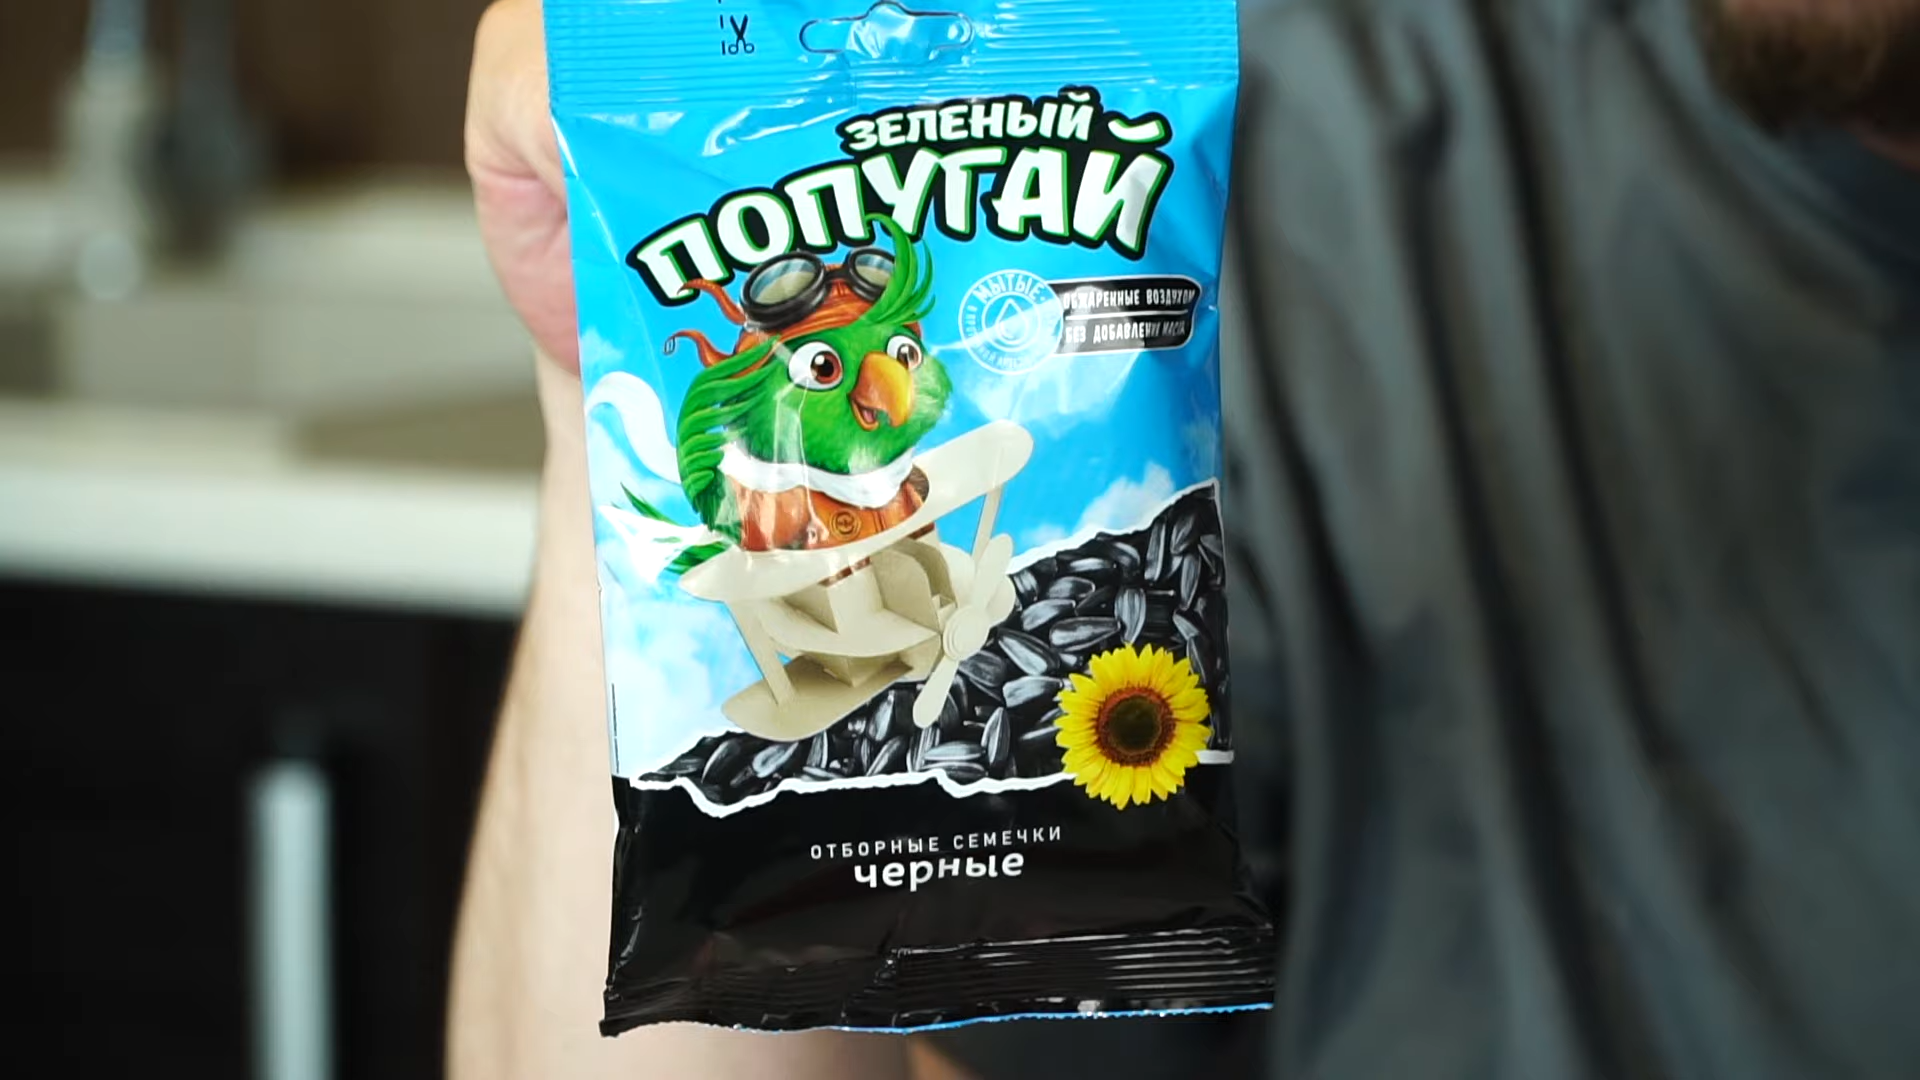 ЗЕЛЕНЫЙ
ПОПУГАЙ
МЫТЫЕ
ОБЖАРЕННЫЕ ВОЗДУХОМ
БЕЗ ДОБАВЛЕНИЯ МАСЛА
ОТБОРНЫЕ СЕМЕЧКИ
черные